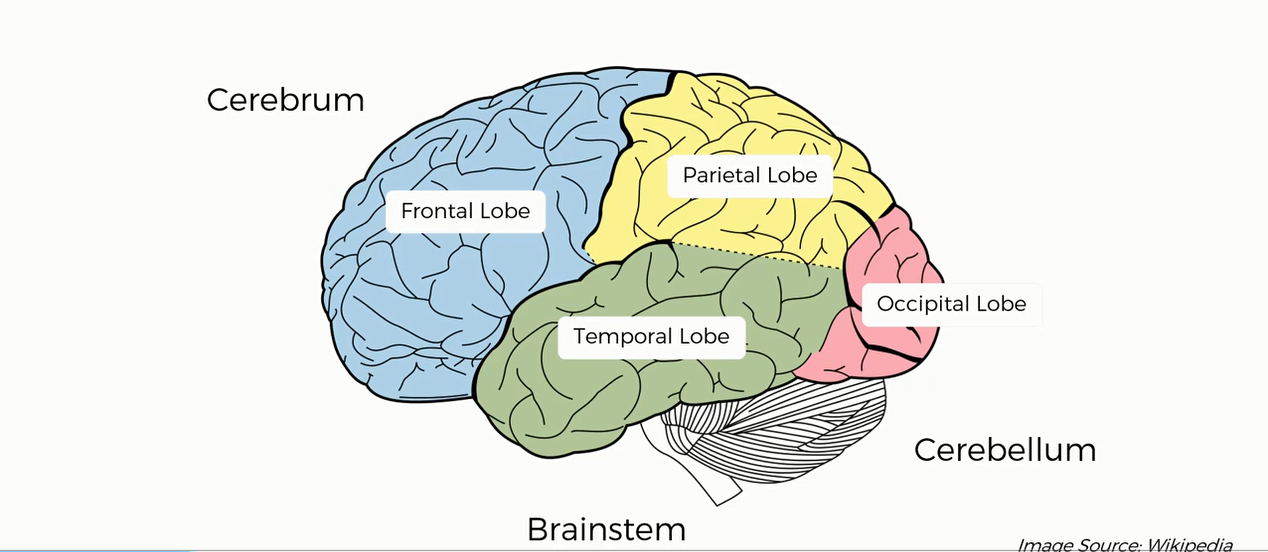 Cerebrum
Parietal Lobe
Frontal Lobe
Occipital Lobe
Temporal Lobe
Cerebellum
Brainstem
Image Source: Wikipedia